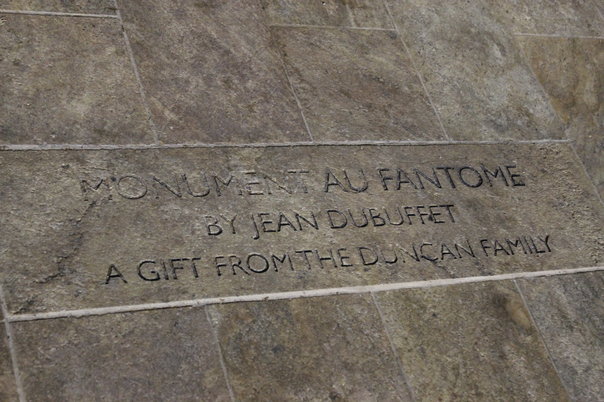 MONUMENT AU FANTOME
BY JEAN DUBUFFET
A GIFT FROM THE DUNCAN FAMILY